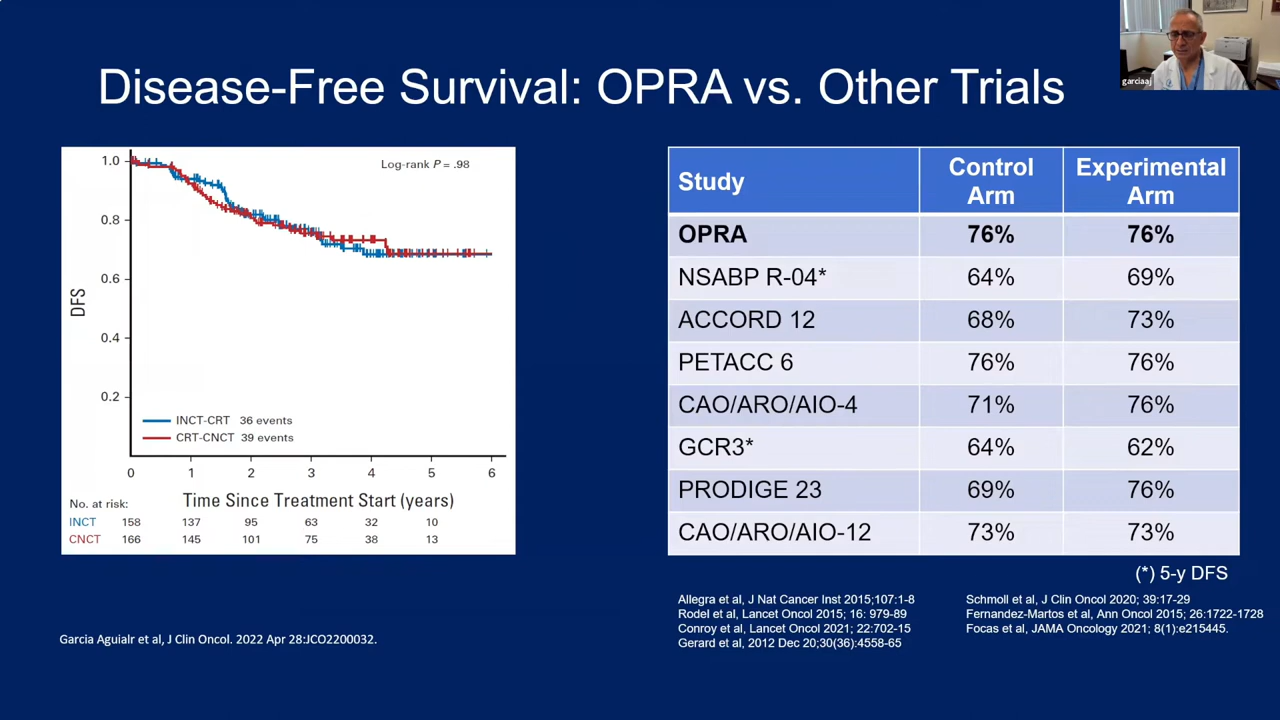 garciaaj
Disease-Free Survival: OPRA vs. Other Trials
Log-rank P = .98
1.0
0.8
0.6
0.4
0.2
DFS
INCT-CRT 36 events
CRT-CNCT 39 events
0 1 2 3 4 5 6
Time Since Treatment Start (years)
No. at risk:
INCT 158 137 95 63 32 10
CNCT 166 145 101 75 38 13
Study Control Arm Experimental Arm
OPRA 76% 76%
NSABP R-04* 64% 69%
ACCORD 12 68% 73%
PETACC 6 76% 76%
CAO/ARO/AIO-4 71% 76%
GCR3* 64% 62%
PRODIGE 23 69% 76%
CAO/ARO/AIO-12 73% 73%
(*) 5-y DFS
Allegra et al, J Nat Cancer Inst 2015;107:1-8
Rodel et al, Lancet Oncol 2015; 16: 979-89
Conroy et al, Lancet Oncol 2021; 22:702-15
Gerard et al, 2012 Dec 20;30(36):4558-65
Schmoll et al, J Clin Oncol 2020; 39:17-29
Fernandez-Martos et al, Ann Oncol 2015; 26:1722-1728
Focas et al, JAMA Oncology 2021; 8(1):e215445.
Garcia Aguialr et al, J Clin Oncol. 2022 Apr 28:JCO2200032.